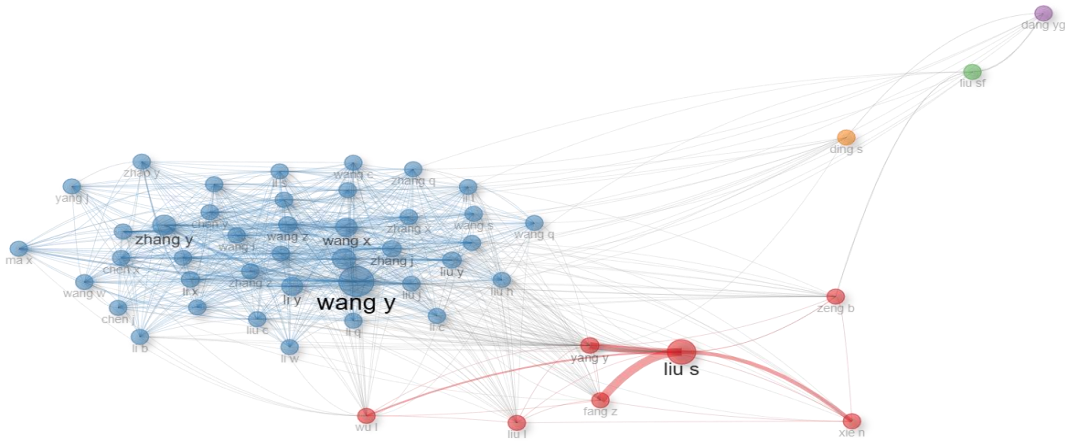 dang yg
liu sf
ding s
zhao y
wang c
zhang q
yang j
li t
zhang x
wang s
wang q
zhang y
wang j
wang z
wang x
ma x
chen x
zhang j
liu y
wang w
li x
zhang z
li y
liu j
liu h
wang y
zeng b
chen j
liu c
li q
li c
li b
li w
yang y
liu s
fang z
wu l
liu l
xie n